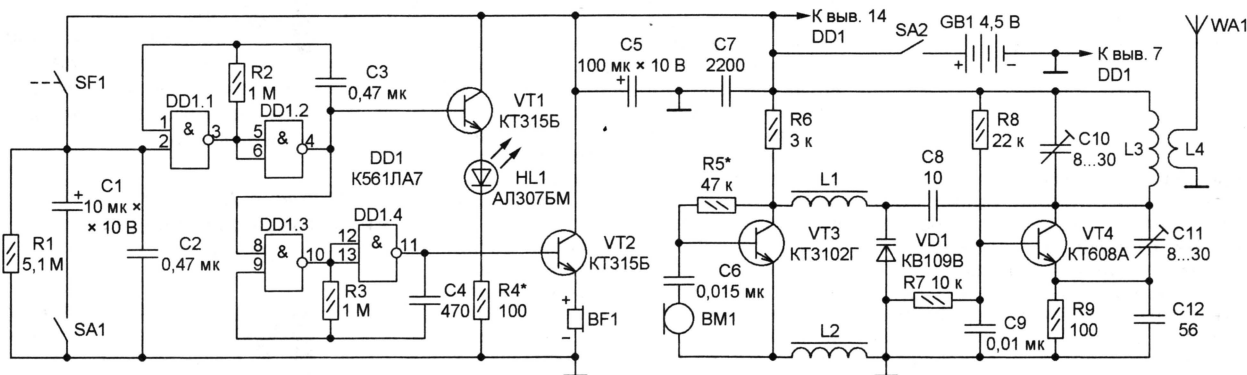 К выв. 14
DD1
SA2
GB1 4,5 В
+
−
К выв. 7
DD1
WA1
SF1
R2
1 М
C3
0,47 мк
DD1.1
1
2
&
3
DD1.2
5
6
&
4
VT1
КТ315Б
C5
100 мк × 10 В
+
C7
2200
R6
3 к
R8
22 к
C10
8...30
L3
L4
DD1
К561ЛА7
HL1
АЛ307БМ
R5*
47 к
L1
C8
10
C1
+
10 мк ×
× 10 В
R1
5,1 М
C2
0,47 мк
DD1.3
8
9
&
10
DD1.4
12
13
&
11
VT2
КТ315Б
VT3
КТ3102Г
VD1
КВ109В
VT4
КТ608А
C11
8...30
SA1
R3
1 М
C4
470
R4*
100
+
BF1
−
C6
0,015 мк
BM1
R7 10 к
L2
C9
0,01 мк
R9
100
C12
56